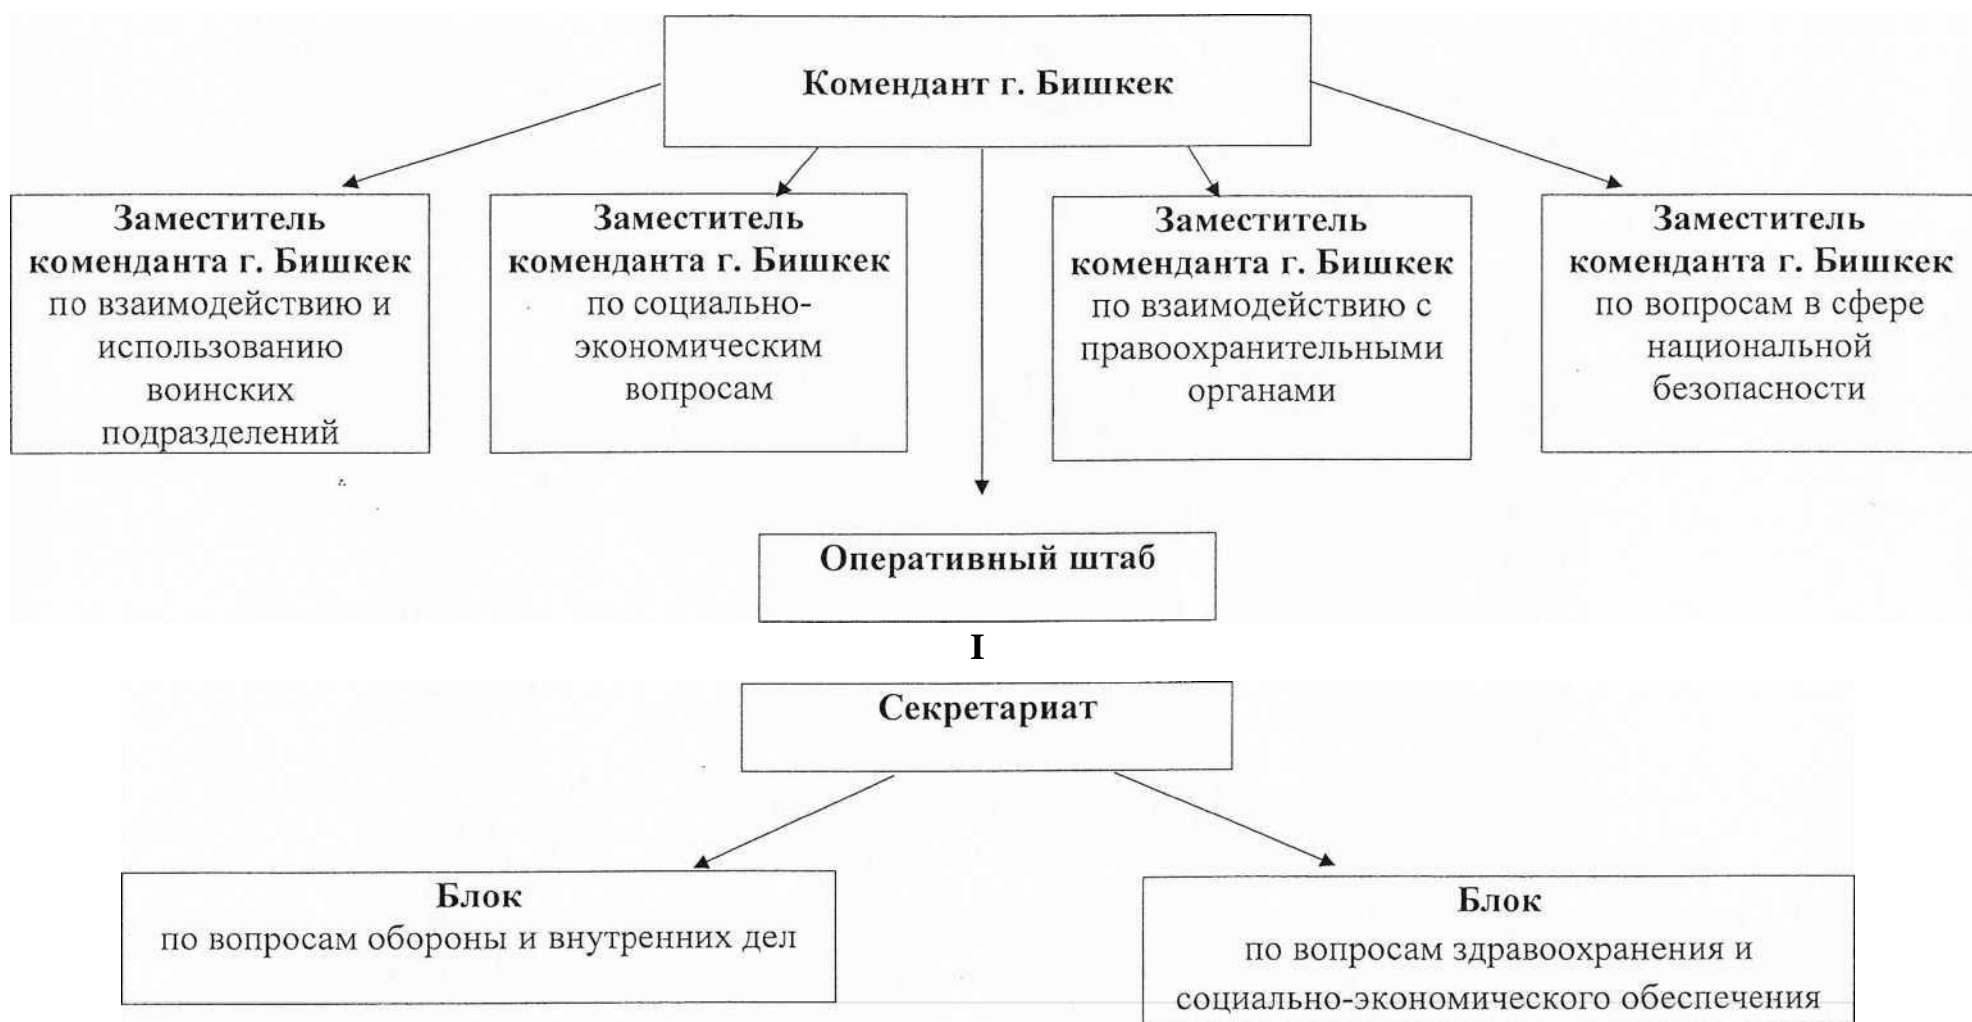 Комендант г. Бишкек
Заместитель
коменданта г. Бишкек
по взаимодействию и
использованию
воинских
подразделений
Заместитель
коменданта г. Бишкек
по социально-
экономическим
вопросам
Заместитель
коменданта г. Бишкек
по взаимодействию с
правоохранительными
органами
Заместитель
коменданта г. Бишкек
по вопросам в сфере
национальной
безопасности
Оперативный штаб
I
Секретариат
Блок
по вопросам обороны и внутренних дел
Блок
по вопросам здравоохранения и
социально-экономического обеспечения